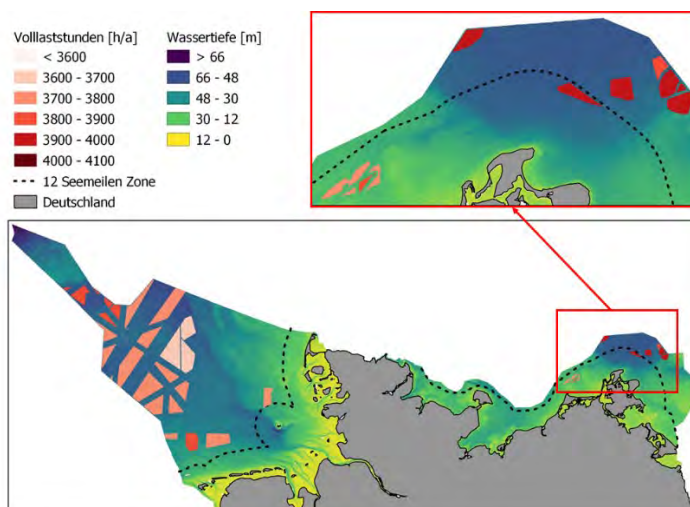 Volllaststunden [h/a]
< 3600
3600 - 3700
3700 - 3800
3800 - 3900
3900 - 4000
4000 - 4100
12 Seemeilen Zone
Deutschland
Wassertiefe [m]
> 66
66 - 48
48 - 30
30 - 12
12 - 0